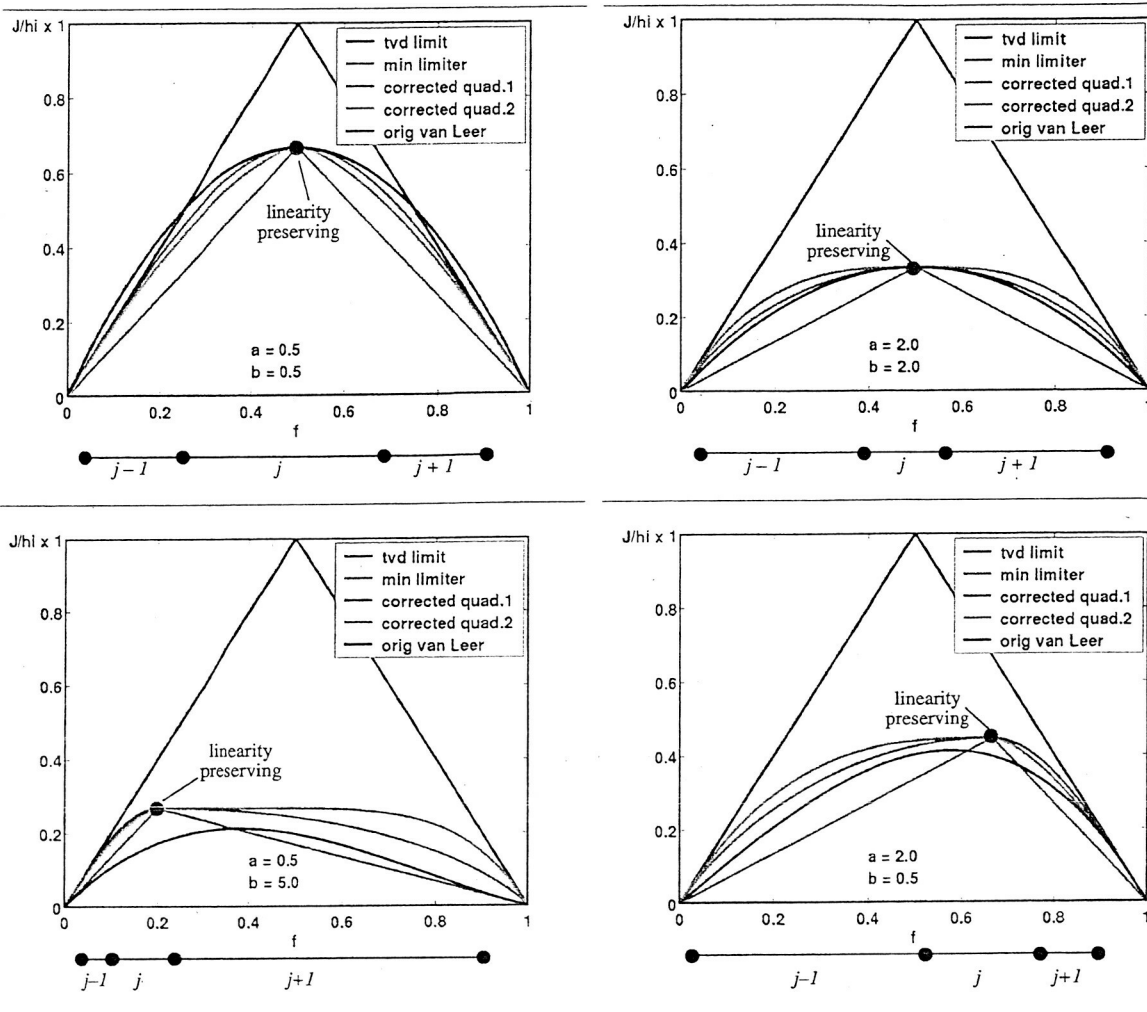 J/hi x 1
tvd limit
min limiter
corrected quad.1
corrected quad.2
orig van Leer
0.8
0.6
0.4
0.2
0
linearity
preserving
a = 0.5
b = 0.5
0 0.2 0.4 0.6 0.8 1
f
j – 1 j j + 1
J/hi x 1
tvd limit
min limiter
corrected quad.1
corrected quad.2
orig van Leer
0.8
0.6
0.4
0.2
0
linearity
preserving
a = 2.0
b = 2.0
0 0.2 0.4 0.6 0.8 1
f
j – 1 j j + 1
J/hi x 1
tvd limit
min limiter
corrected quad.1
corrected quad.2
orig van Leer
0.8
0.6
0.4
0.2
0
linearity
preserving
a = 0.5
b = 5.0
0 0.2 0.4 0.6 0.8 1
f
j–1 j j+1
J/hi x 1
tvd limit
min limiter
corrected quad.1
corrected quad.2
orig van Leer
0.8
0.6
0.4
0.2
0
linearity
preserving
a = 2.0
b = 0.5
0 0.2 0.4 0.6 0.8 1
f
j–1 j j+1